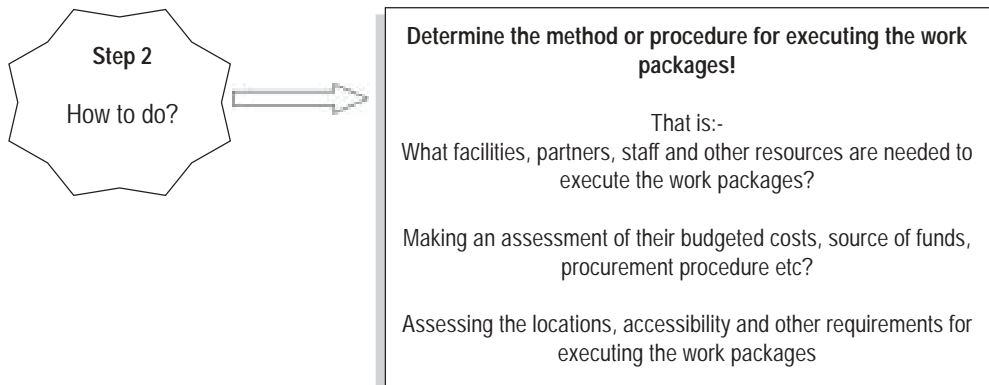 Step 2
How to do?
Determine the method or procedure for executing the work
packages!
That is:-
What facilities, partners, staff and other resources are needed to
execute the work packages?
Making an assessment of their budgeted costs, source of funds,
procurement procedure etc?
Assessing the locations, accessibility and other requirements for
executing the work packages